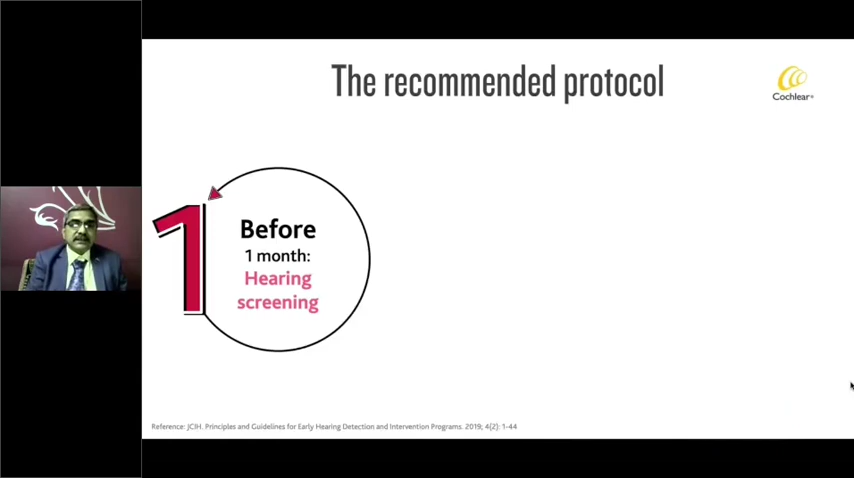 The recommended protocol
Cochlear®
1
Before
1 month:
Hearing
screening
Reference: JCIH. Principles and Guidelines for Early Hearing Detection and Intervention Programs. 2019; 4(2): 1-44